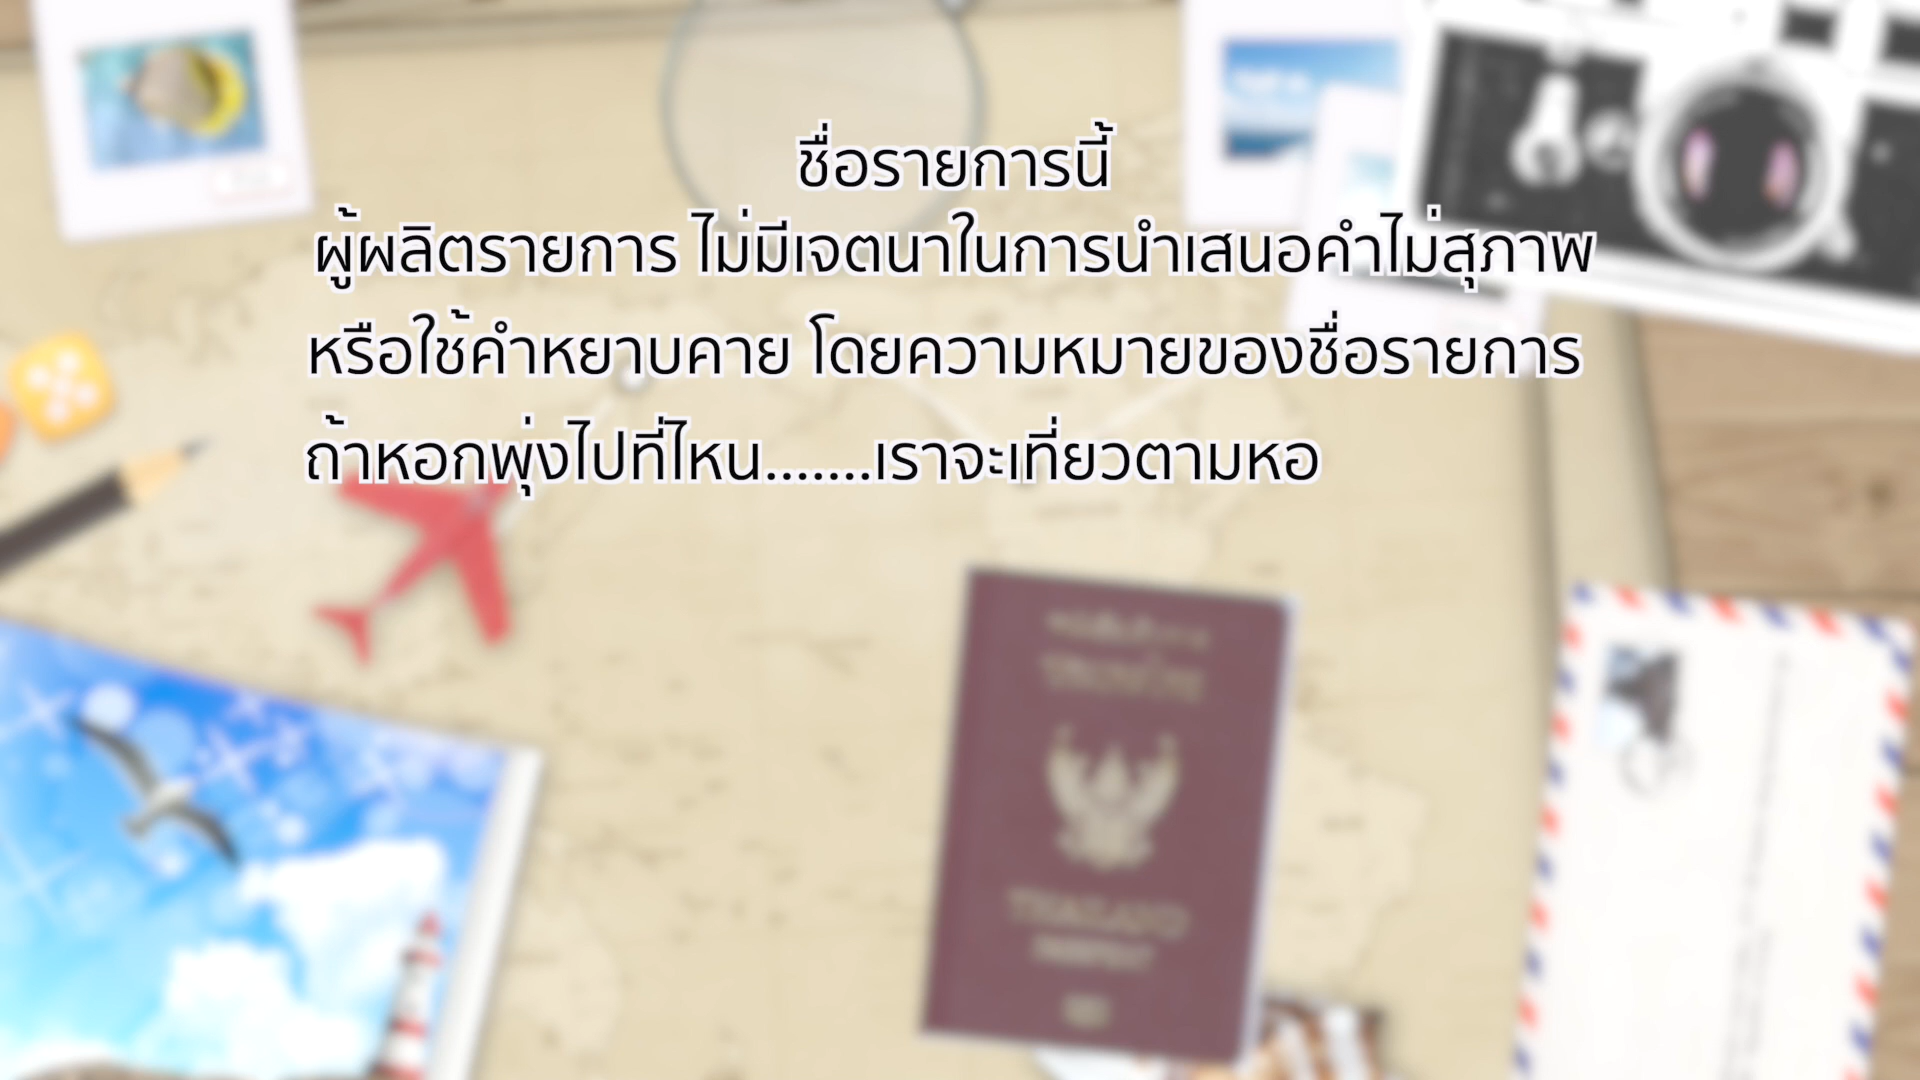 ชื่อรายการนี้
ผู้ผลิตรายการ ไม่มีเจตนาในการนำเสนอคำไม่สุภาพ
หรือใช้คำหยาบคาย โดยความหมายของชื่อรายการ
ถ้าหอกพุ่งไปที่ไหน.......เราจะเที่ยวตามหอ
THAILAND
PASSPORT